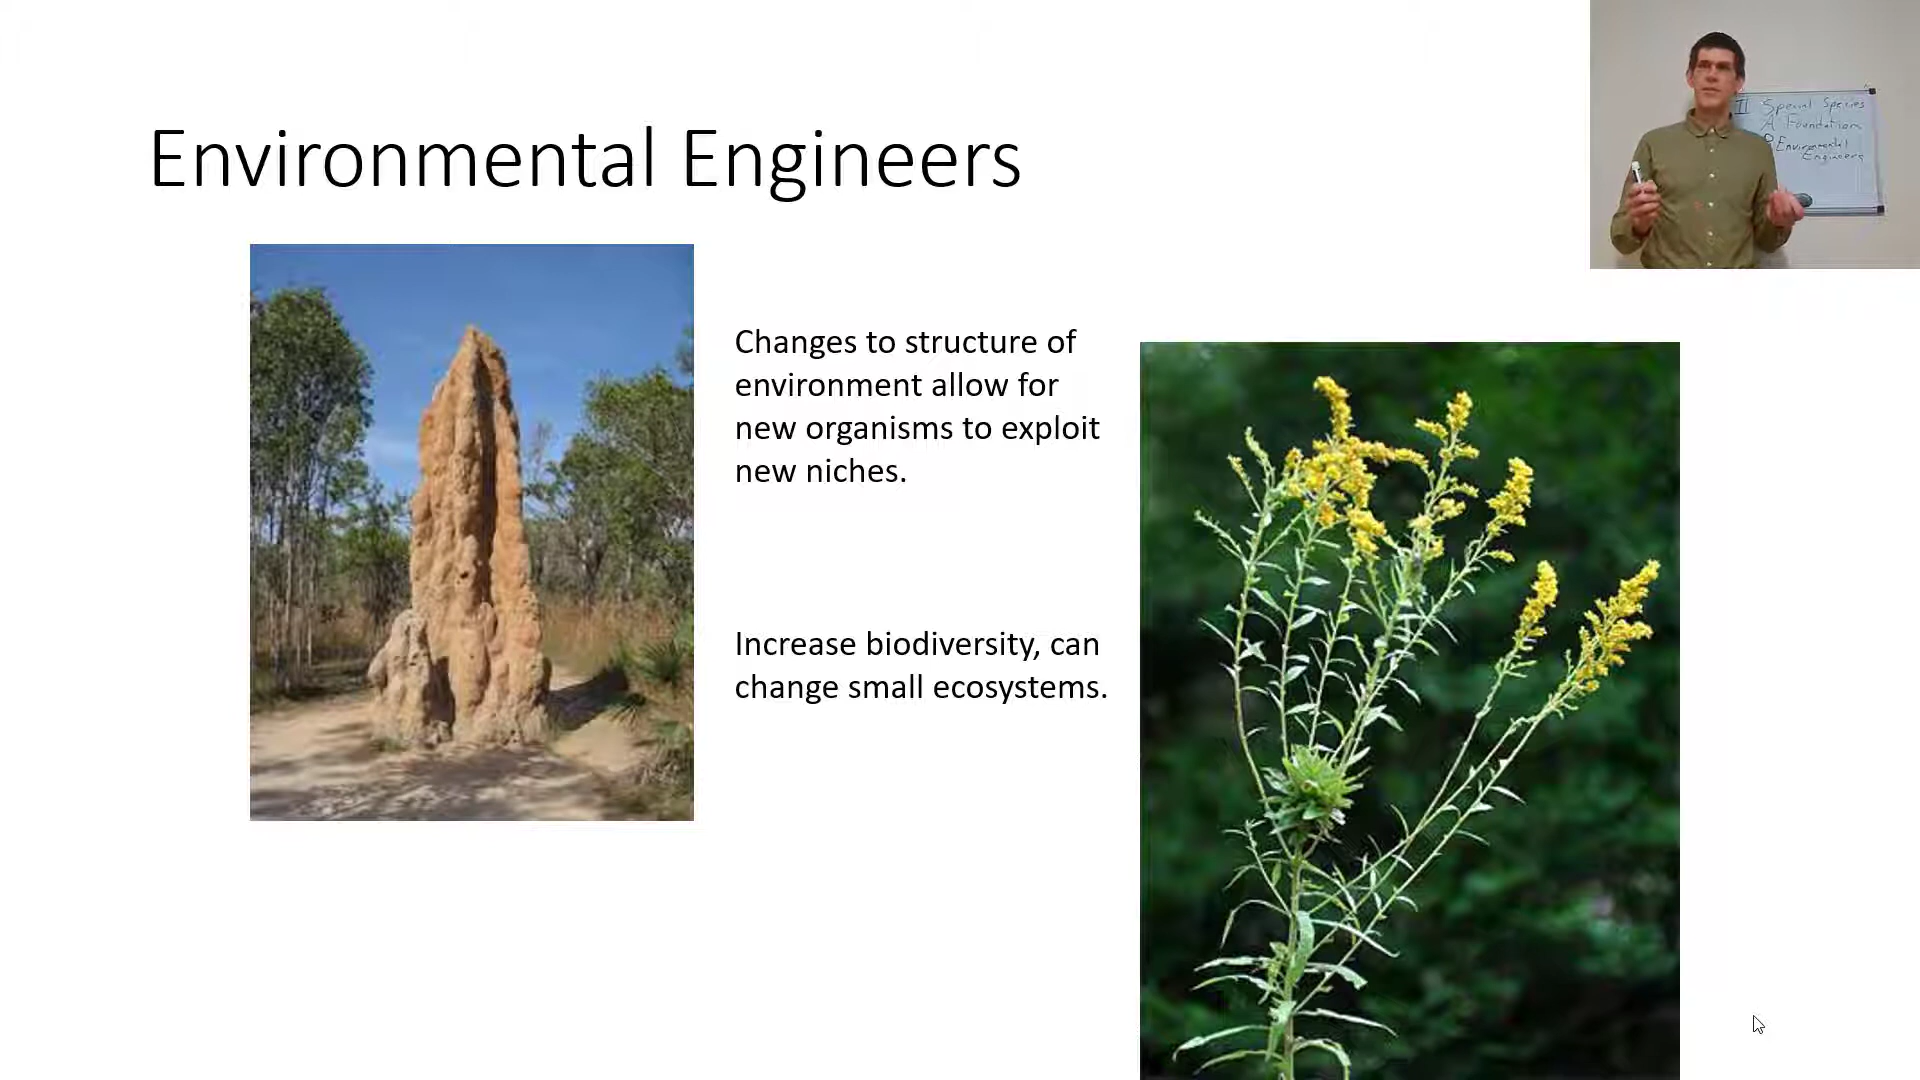 Environmental Engineers
Changes to structure of
environment allow for
new organisms to exploit
new niches.
Increase biodiversity, can
change small ecosystems.
II Special Species
A Foundation
B Environmental
Engineers